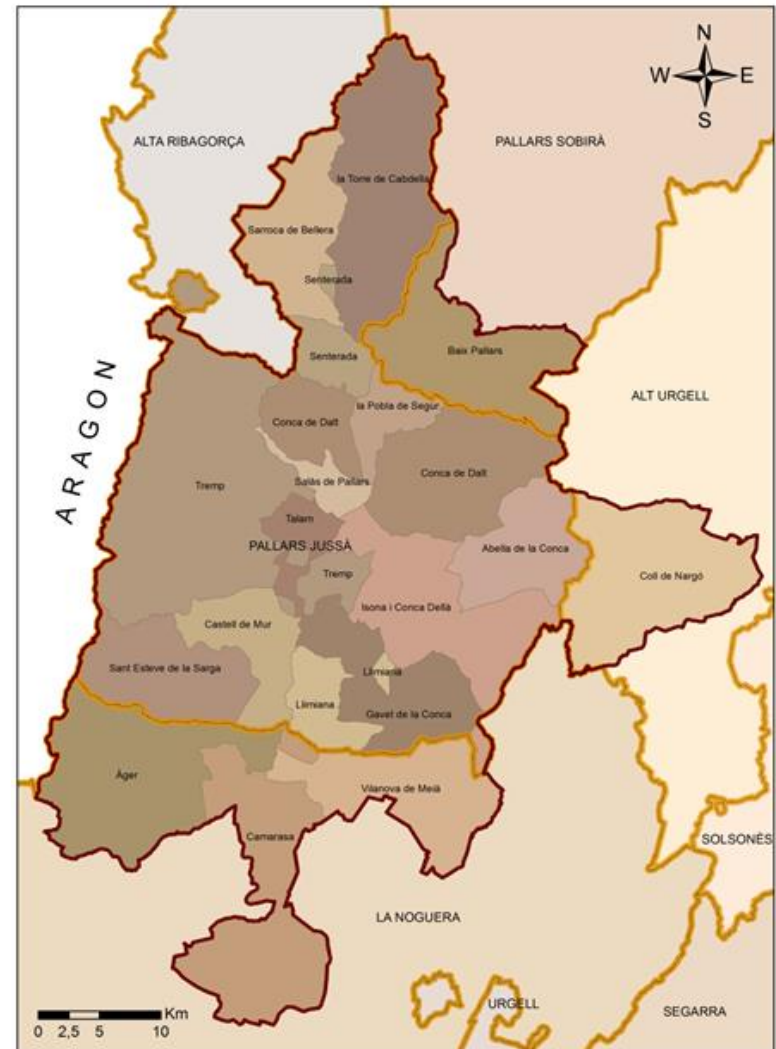 N
W E
S
ALTA RIBAGORÇA
PALLARS SOBIRÀ
la Torre de Cabdella
Sarroca de Bellera
Senterada
Senterada
Baix Pallars
ALT URGELL
la Pobla de Segur
Conca de Dalt
Conca de Dalt
ARAGON
Tremp
Salàs de Pallars
Talarn
PALLARS JUSSÀ
Abella de la Conca
Tremp
Coll de Nargó
Isona i Conca Dellà
Castell de Mur
Sant Esteve de la Sarga
Llimiana
Llimiana
Gavet de la Conca
Àger
Vilanova de Meià
Camarasa
SOLSONÈS
LA NOGUERA
URGELL
SEGARRA
Km
0 2,5 5 10